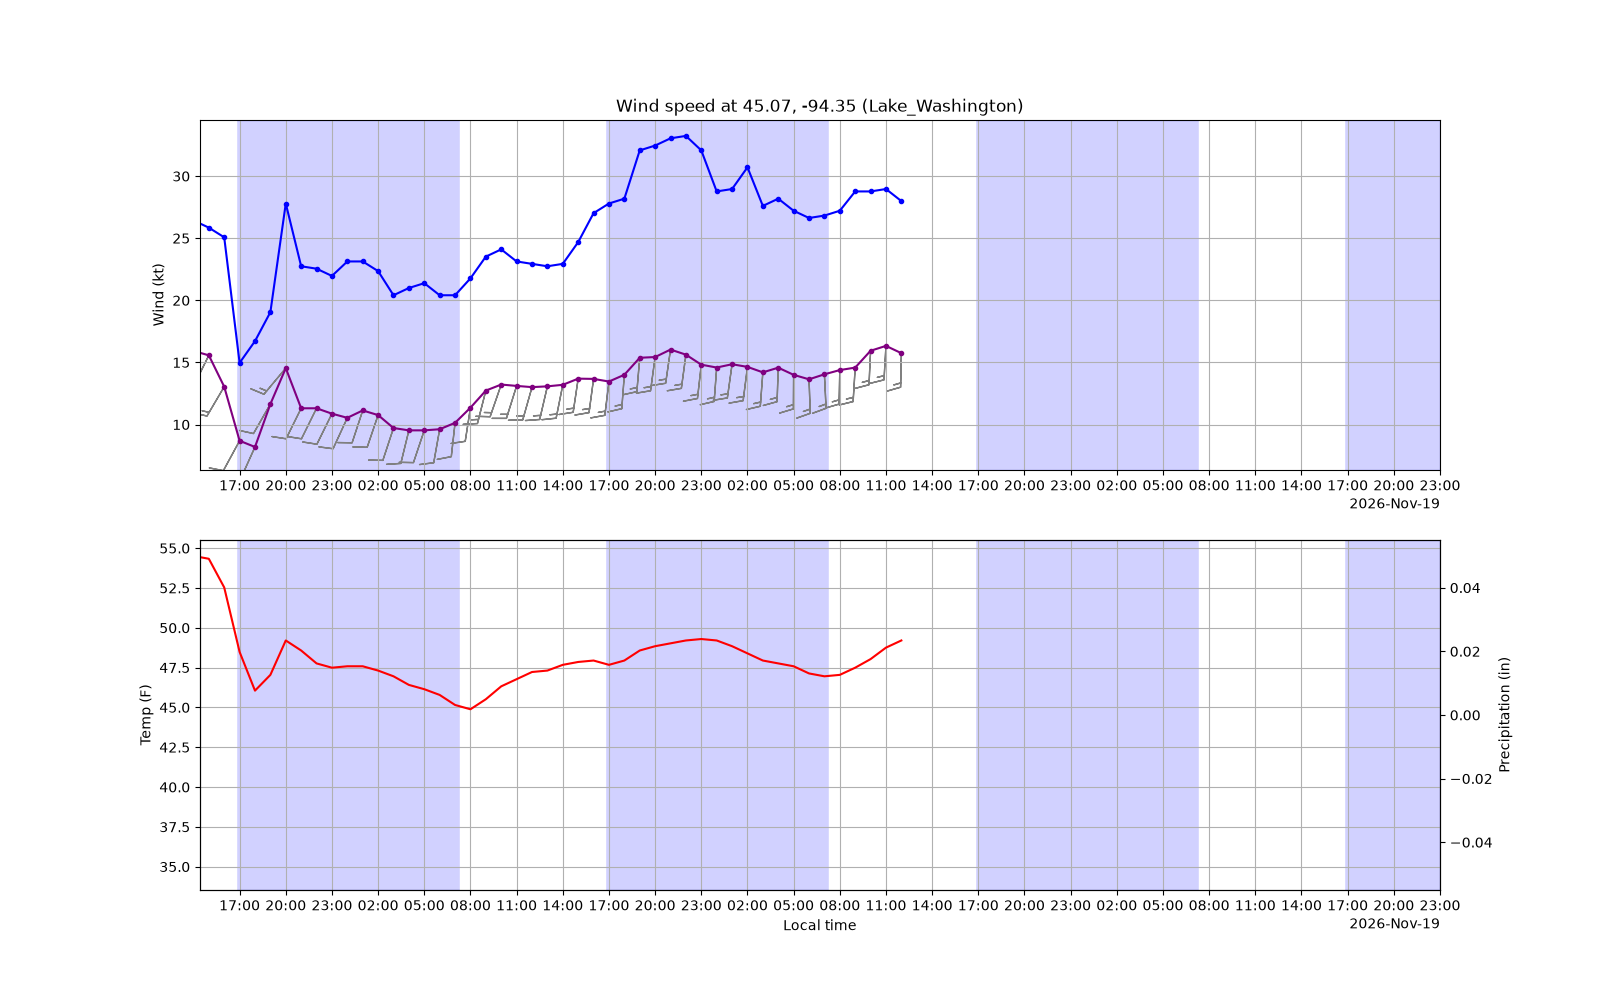 Wind speed at 45.07, -94.35 (Lake_Washington)
Wind (kt)
30
25
20
15
10
17:00 20:00 23:00 02:00 05:00 08:00 11:00 14:00 17:00 20:00 23:00 02:00 05:00 08:00 11:00 14:00 17:00 20:00 23:00 02:00 05:00 08:00 11:00 14:00 17:00 20:00 23:00
2026-Nov-19
Temp (F)
55.0
52.5
50.0
47.5
45.0
42.5
40.0
37.5
35.0
0.04
0.02
0.00
−0.02
−0.04
Precipitation (in)
17:00 20:00 23:00 02:00 05:00 08:00 11:00 14:00 17:00 20:00 23:00 02:00 05:00 08:00 11:00 14:00 17:00 20:00 23:00 02:00 05:00 08:00 11:00 14:00 17:00 20:00 23:00
Local time
2026-Nov-19